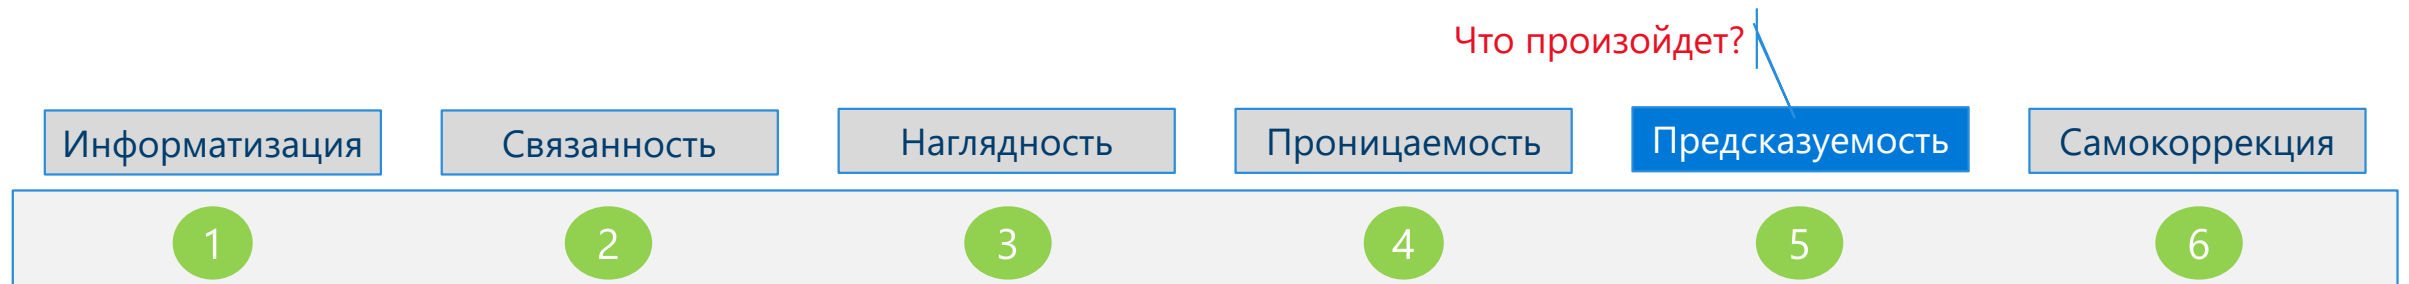 Что произойдет?
Информатизация
Связанность
Наглядность
Проницаемость
Предсказуемость
Самокоррекция
1
2
3
4
5
6